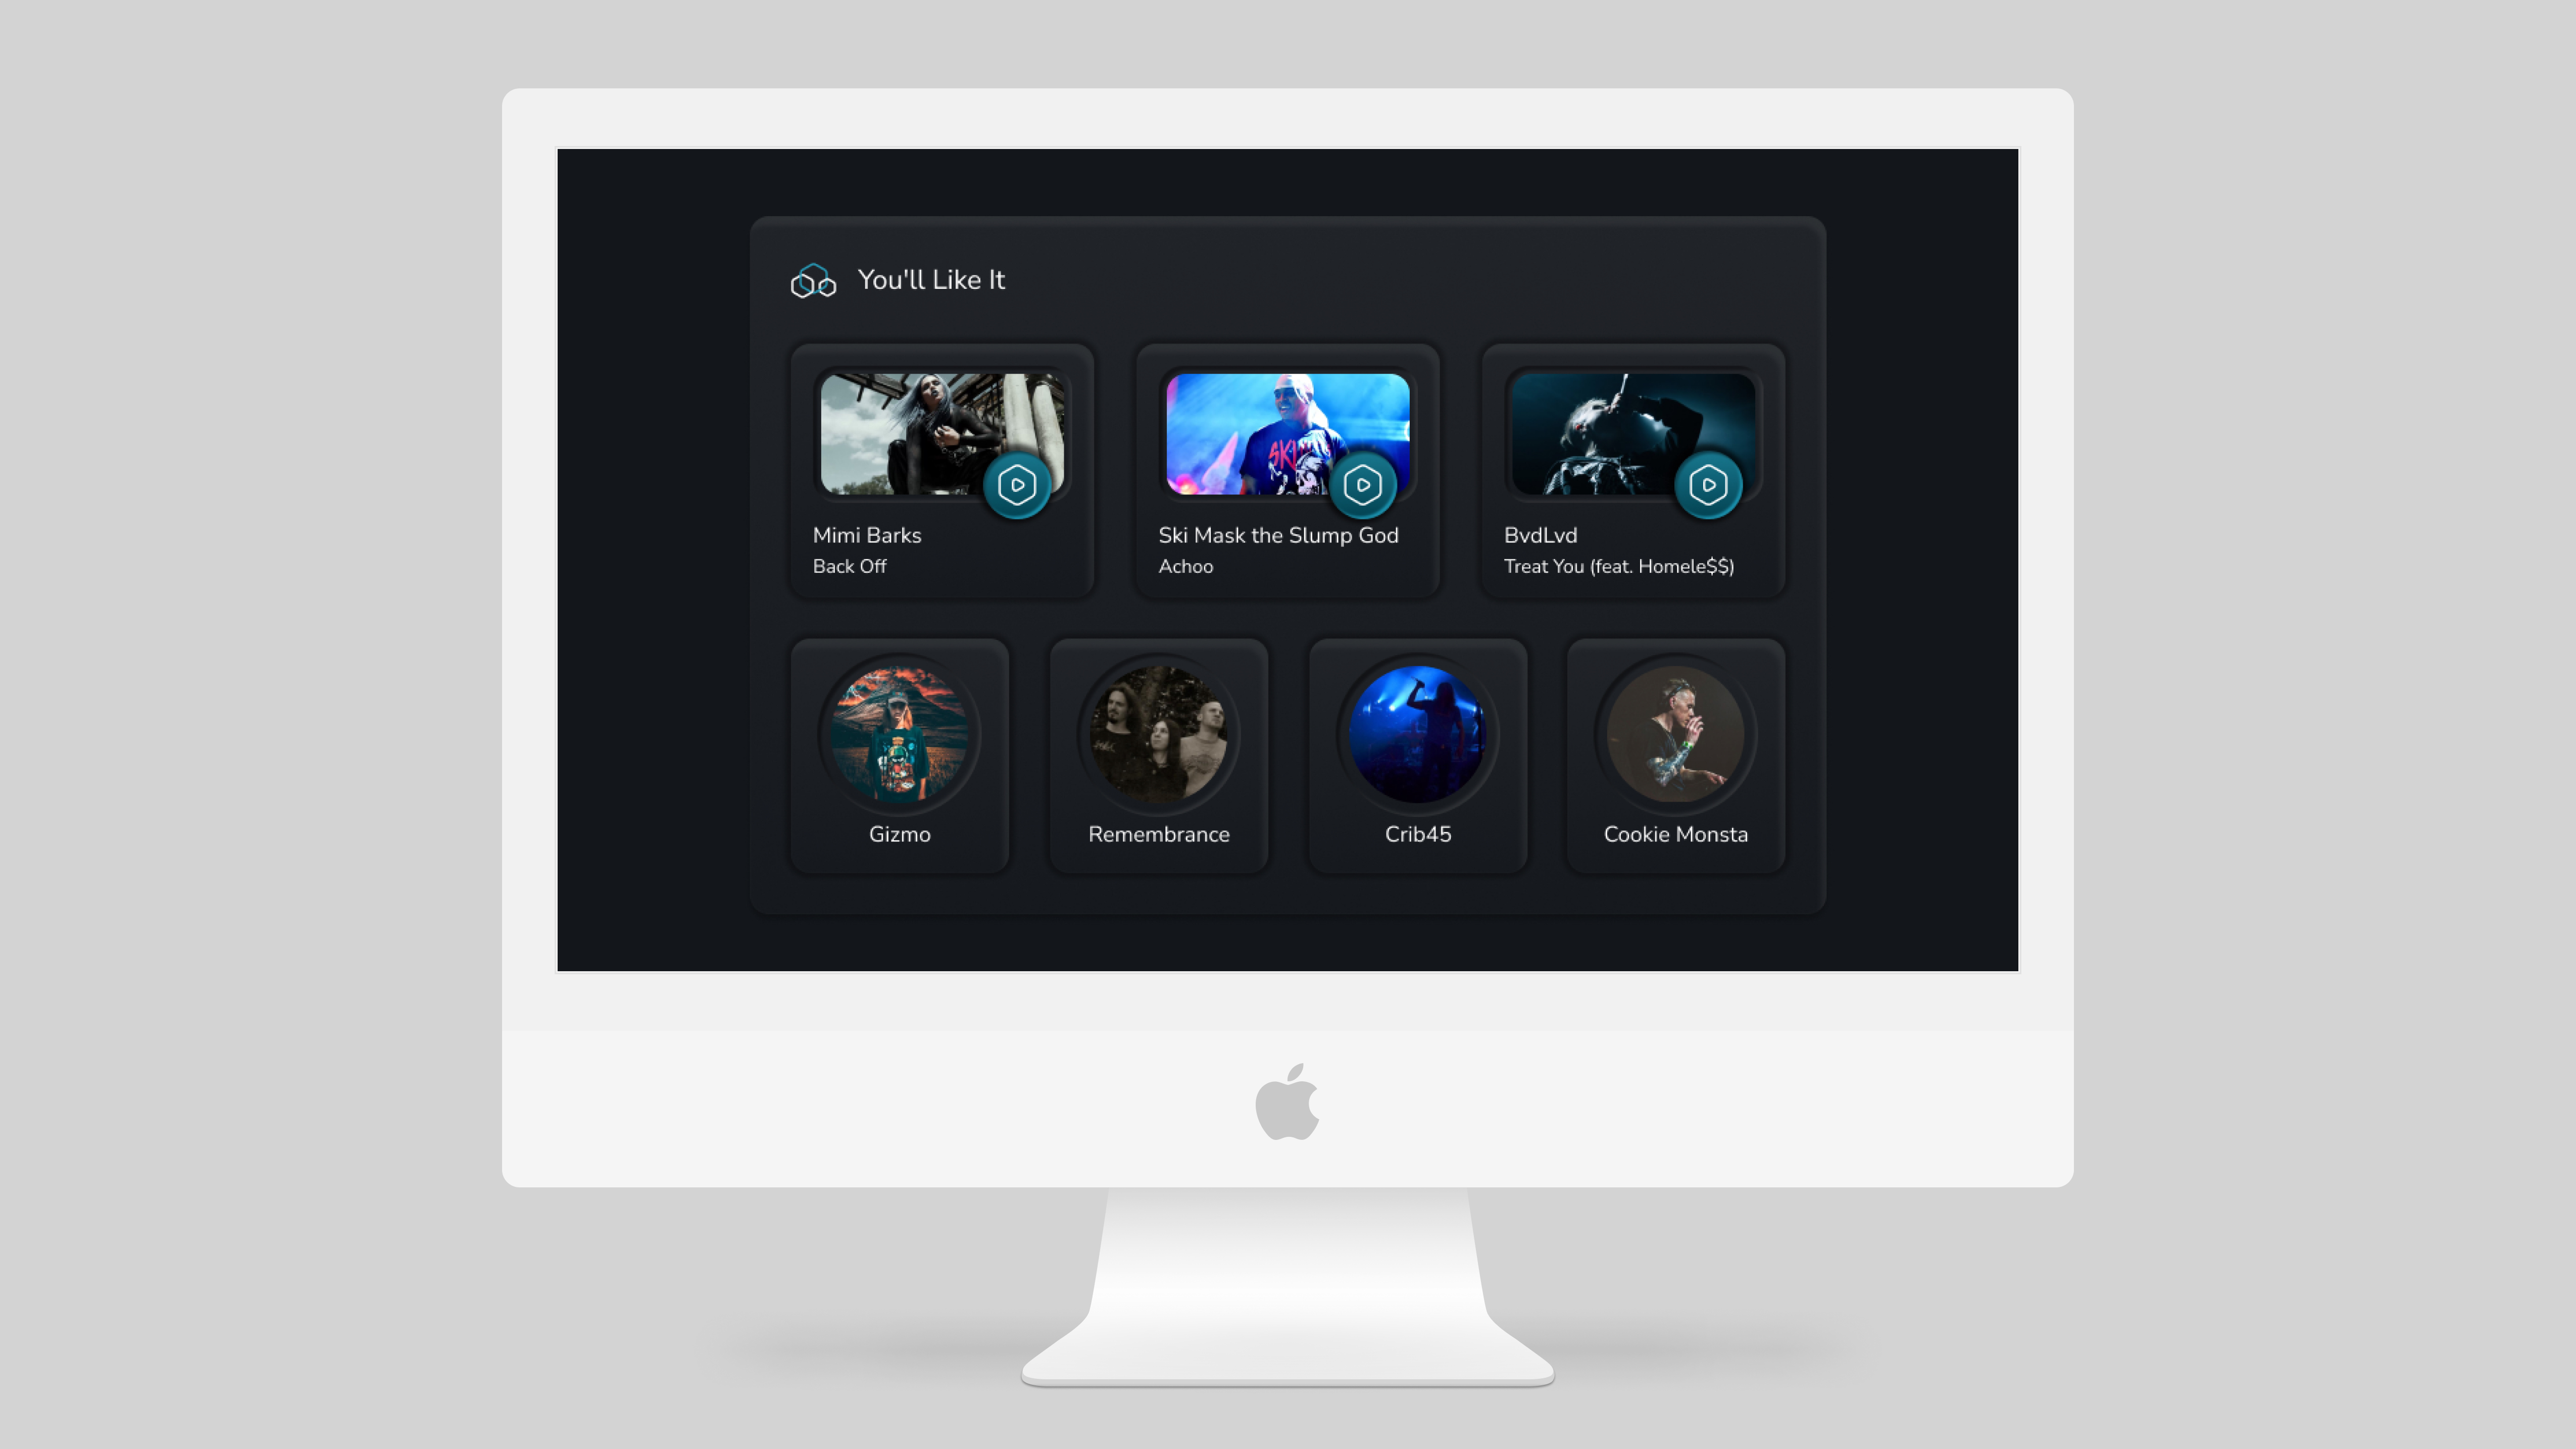 You'll Like It
Mimi Barks
Back Off
Ski Mask the Slump God
Achoo
BvdLvd
Treat You (feat. Homele$$)
Gizmo
Remembrance
Crib45
Cookie Monsta